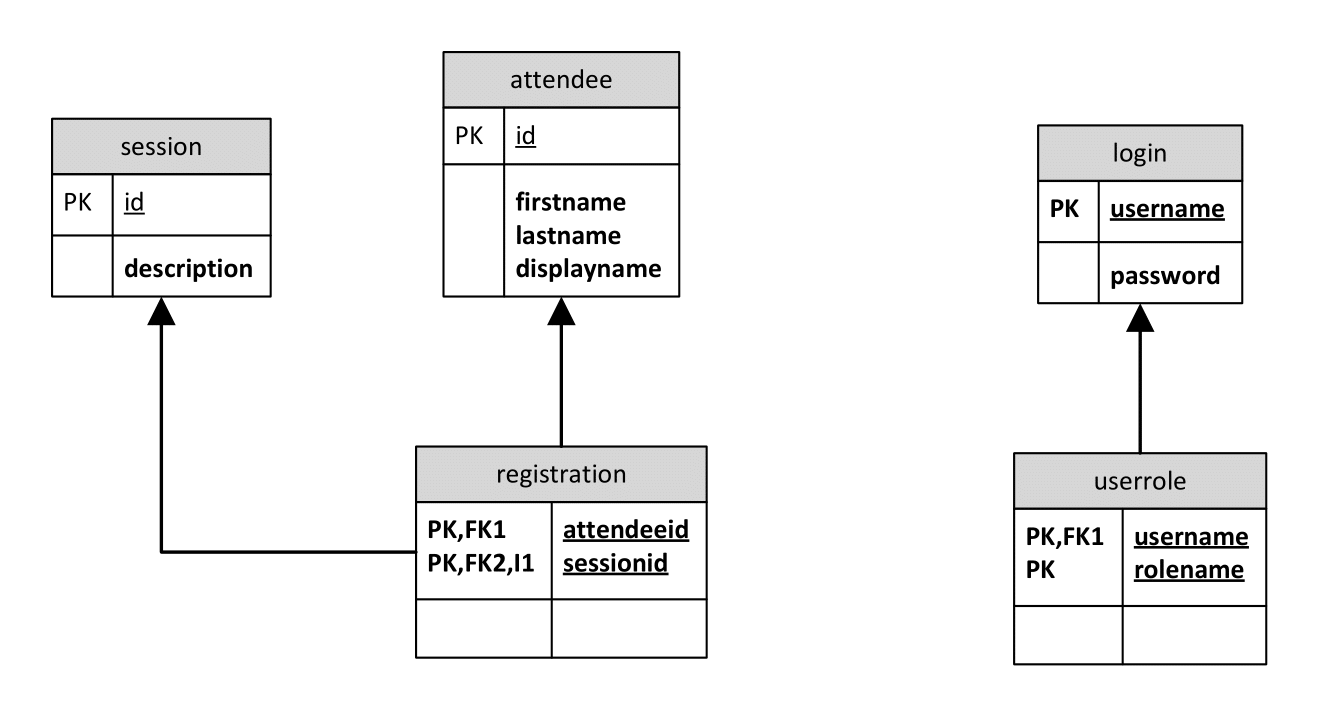 session
PK id
description
attendee
PK id
firstname
lastname
displayname
registration
PK,FK1 attendeeid
PK,FK2,I1 sessionid
login
PK username
password
userrole
PK,FK1 username
PK rolename